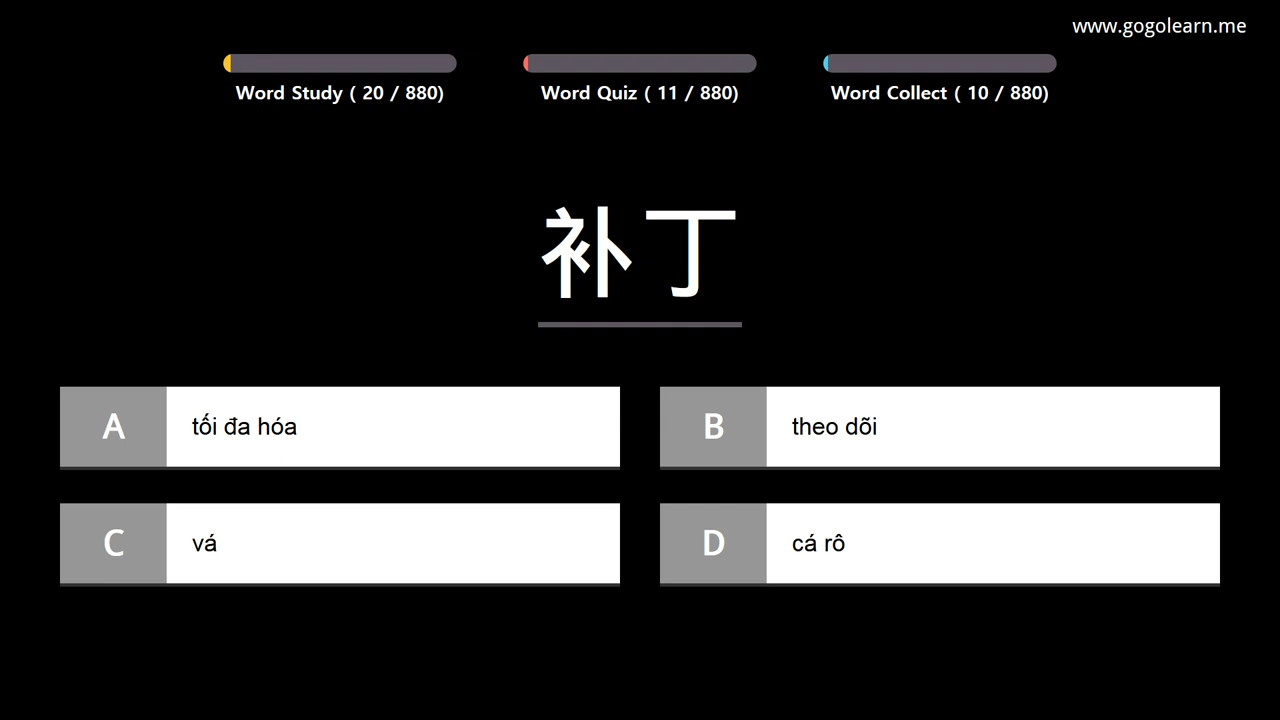 www.gogolearn.me
Word Study ( 20 / 880)
Word Quiz ( 11 / 880)
Word Collect ( 10 / 880)
补丁
A tối đa hóa
B theo dõi
C vá
D cá rô